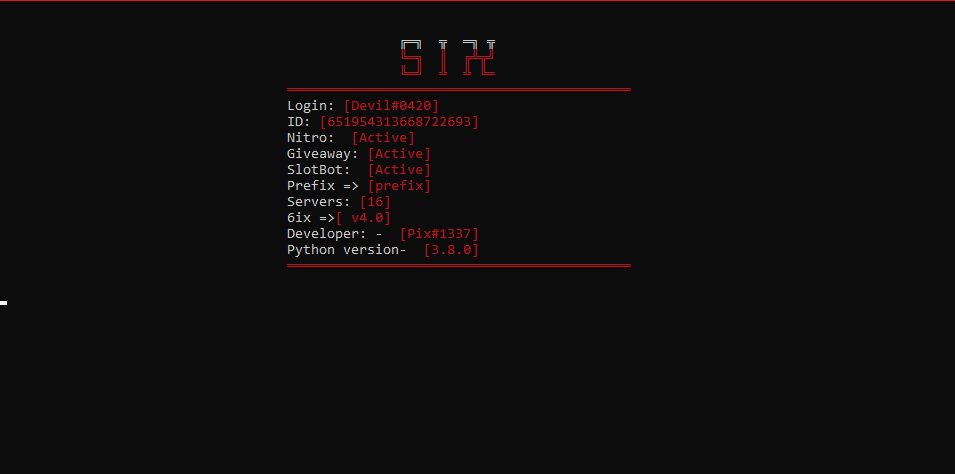 SIX
Login: [Devil#0420]
ID: [651954313668722693]
Nitro:  [Active]
Giveaway: [Active]
SlotBot:  [Active]
Prefix => [prefix]
Servers: [16]
6ix =>[ v4.0]
Developer: -  [Pix#1337]
Python version-  [3.8.0]